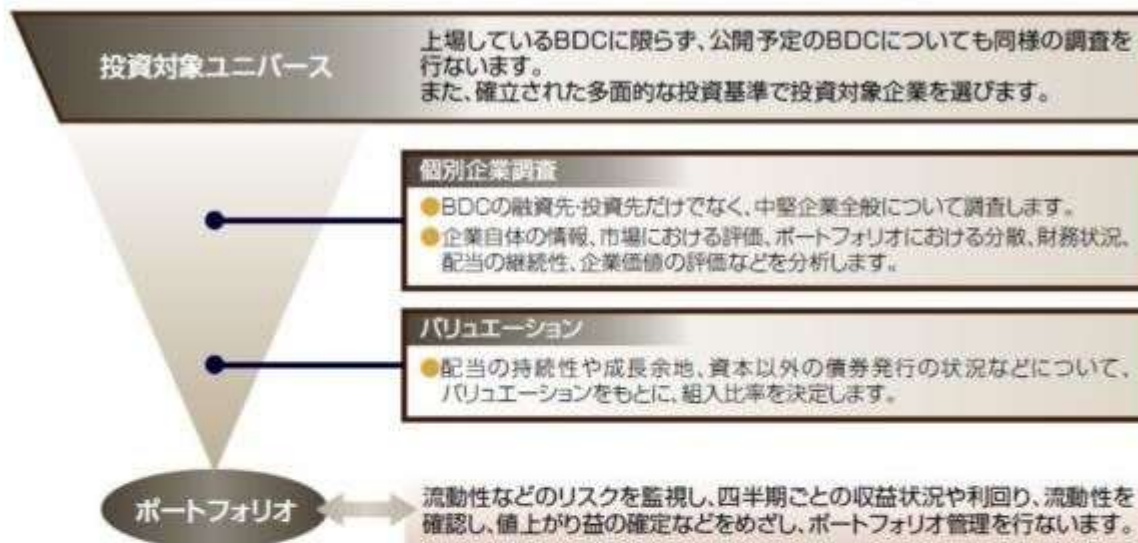 投資対象ユニバース
上場しているBDCに限らず、公開予定のBDCについても同様の調査を
行ないます。
また、確立された多面的な投資基準で投資対象企業を選びます。
個別企業調査
●BDCの融資先・投資先だけでなく、中堅企業全般について調査します。
●企業自体の情報、市場における評価、ポートフォリオにおける分散、財務状況、
配当の継続性、企業価値の評価などを分析します。
バリュエーション
●配当の持続性や成長余地、資本以外の債券発行の状況などについて、
バリュエーションをもとに、組入比率を決定します。
ポートフォリオ
流動性などのリスクを監視し、四半期ごとの収益状況や利回り、流動性を
確認し、値上がり益の確定などをめざし、ポートフォリオ管理を行ないます。